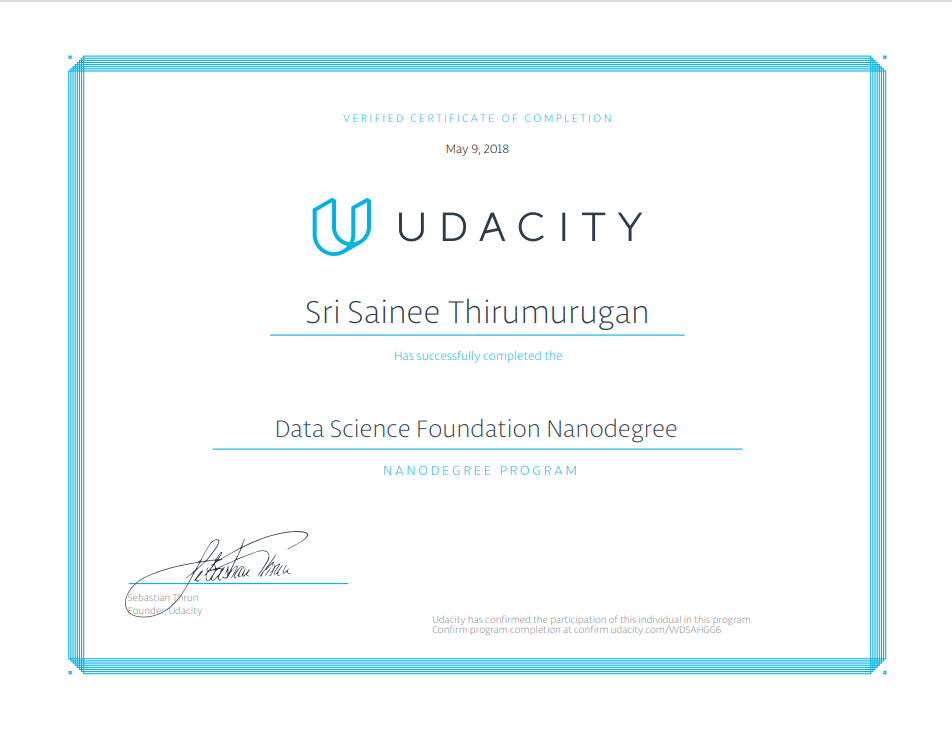 VERIFIED CERTIFICATE OF COMPLETION
May 9, 2018
UDACITY
Sri Sainee Thirumurugan
Has successfully completed the
Data Science Foundation Nanodegree
NANODEGREE PROGRAM
Sebastian Thrun
Sebastian Thrun
Founder, Udacity
Udacity has confirmed the participation of this individual in this program.
Confirm program completion at confirm.udacity.com/WDSAHGG6